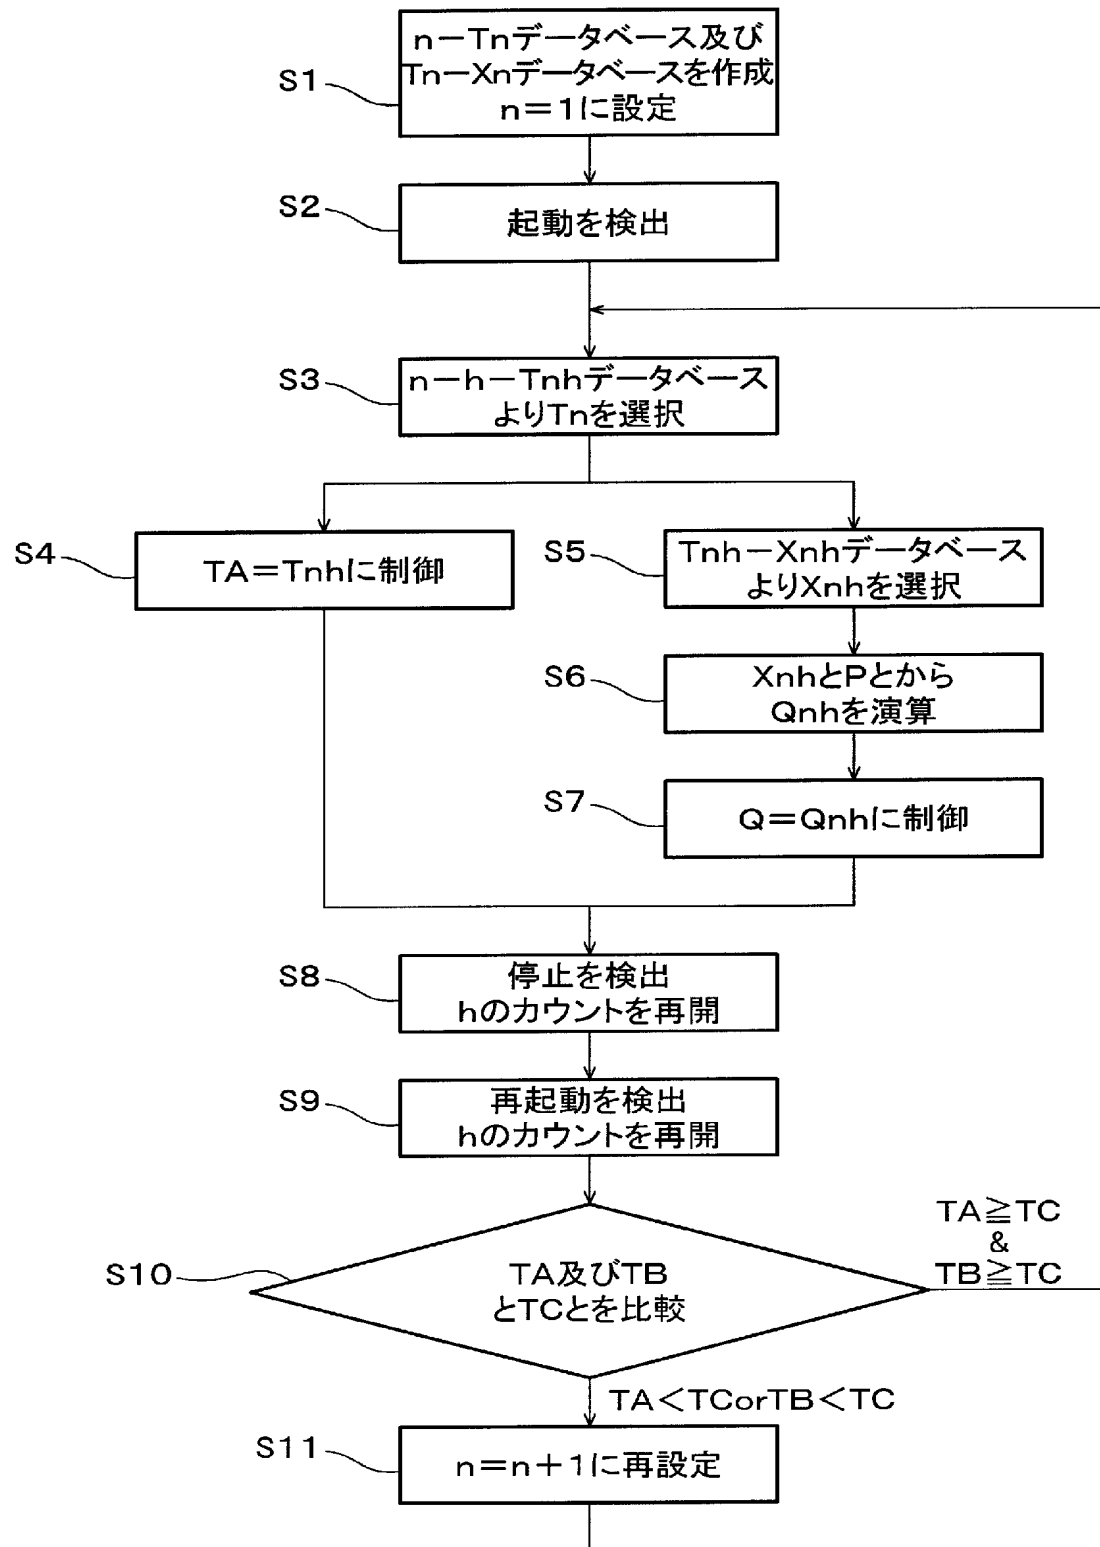 S1
n−Tnデータベース及び
Tn−Xnデータベースを作成
n=1に設定
S2
起動を検出
S3
n−h−Tnhデータベース
よりTnを選択
S4
TA=Tnhに制御
S5
Tnh−Xnhデータベース
よりXnhを選択
S6
XnhとPとから
Qnhを演算
S7
Q=Qnhに制御
S8
停止を検出
hのカウントを再開
S9
再起動を検出
hのカウントを再開
S10
TA及びTB
とTCとを比較
TA≧TC
&
TB≧TC
TA<TCorTB<TC
S11
n=n+1に再設定